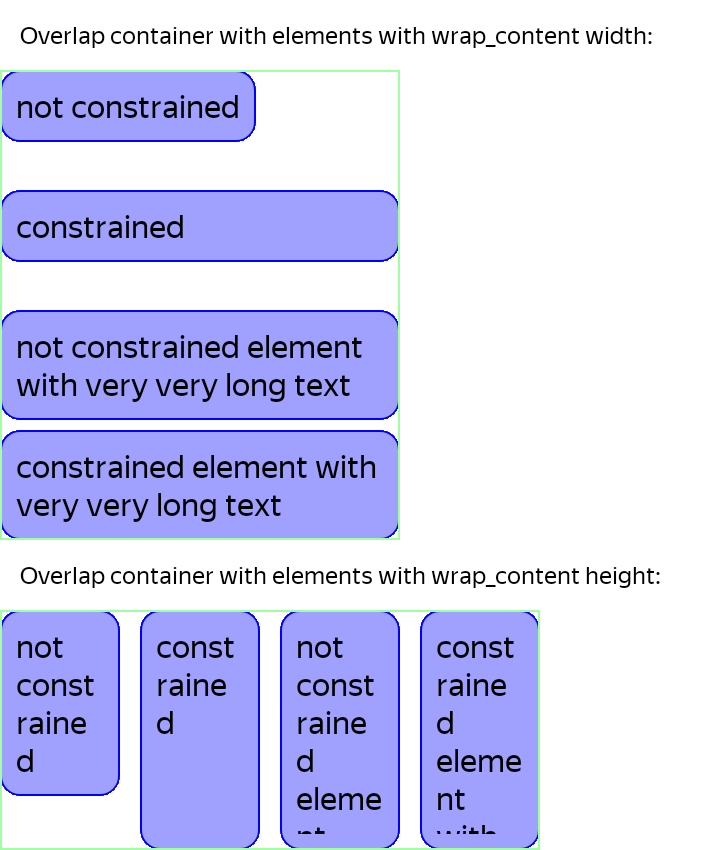 Overlap container with elements with wrap_content width:
not constrained
constrained
not constrained element
with very very long text
constrained element with
very very long text
Overlap container with elements with wrap_content height:
not
const
raine
d
const
raine
d
not
const
raine
d
eleme
nt
const
raine
d
eleme
nt
with